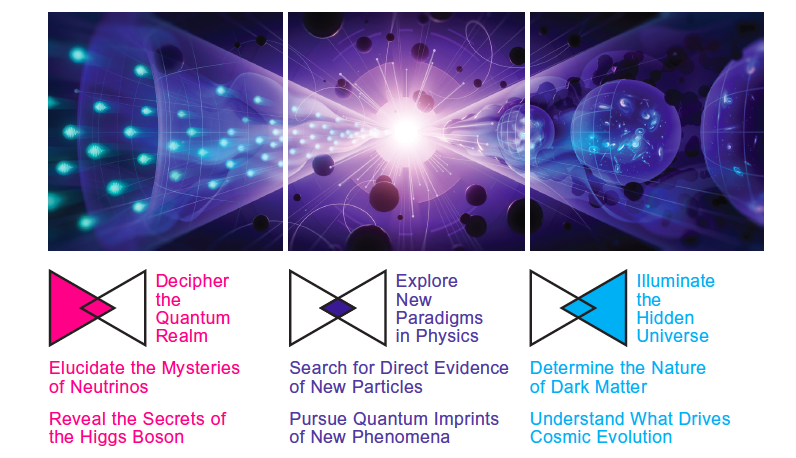 Decipher
the
Quantum
Realm
Elucidate the Mysteries
of Neutrinos
Reveal the Secrets of
the Higgs Boson
Explore
New
Paradigms
in Physics
Search for Direct Evidence
of New Particles
Pursue Quantum Imprints
of New Phenomena
Illuminate
the
Hidden
Universe
Determine the Nature
of Dark Matter
Understand What Drives
Cosmic Evolution